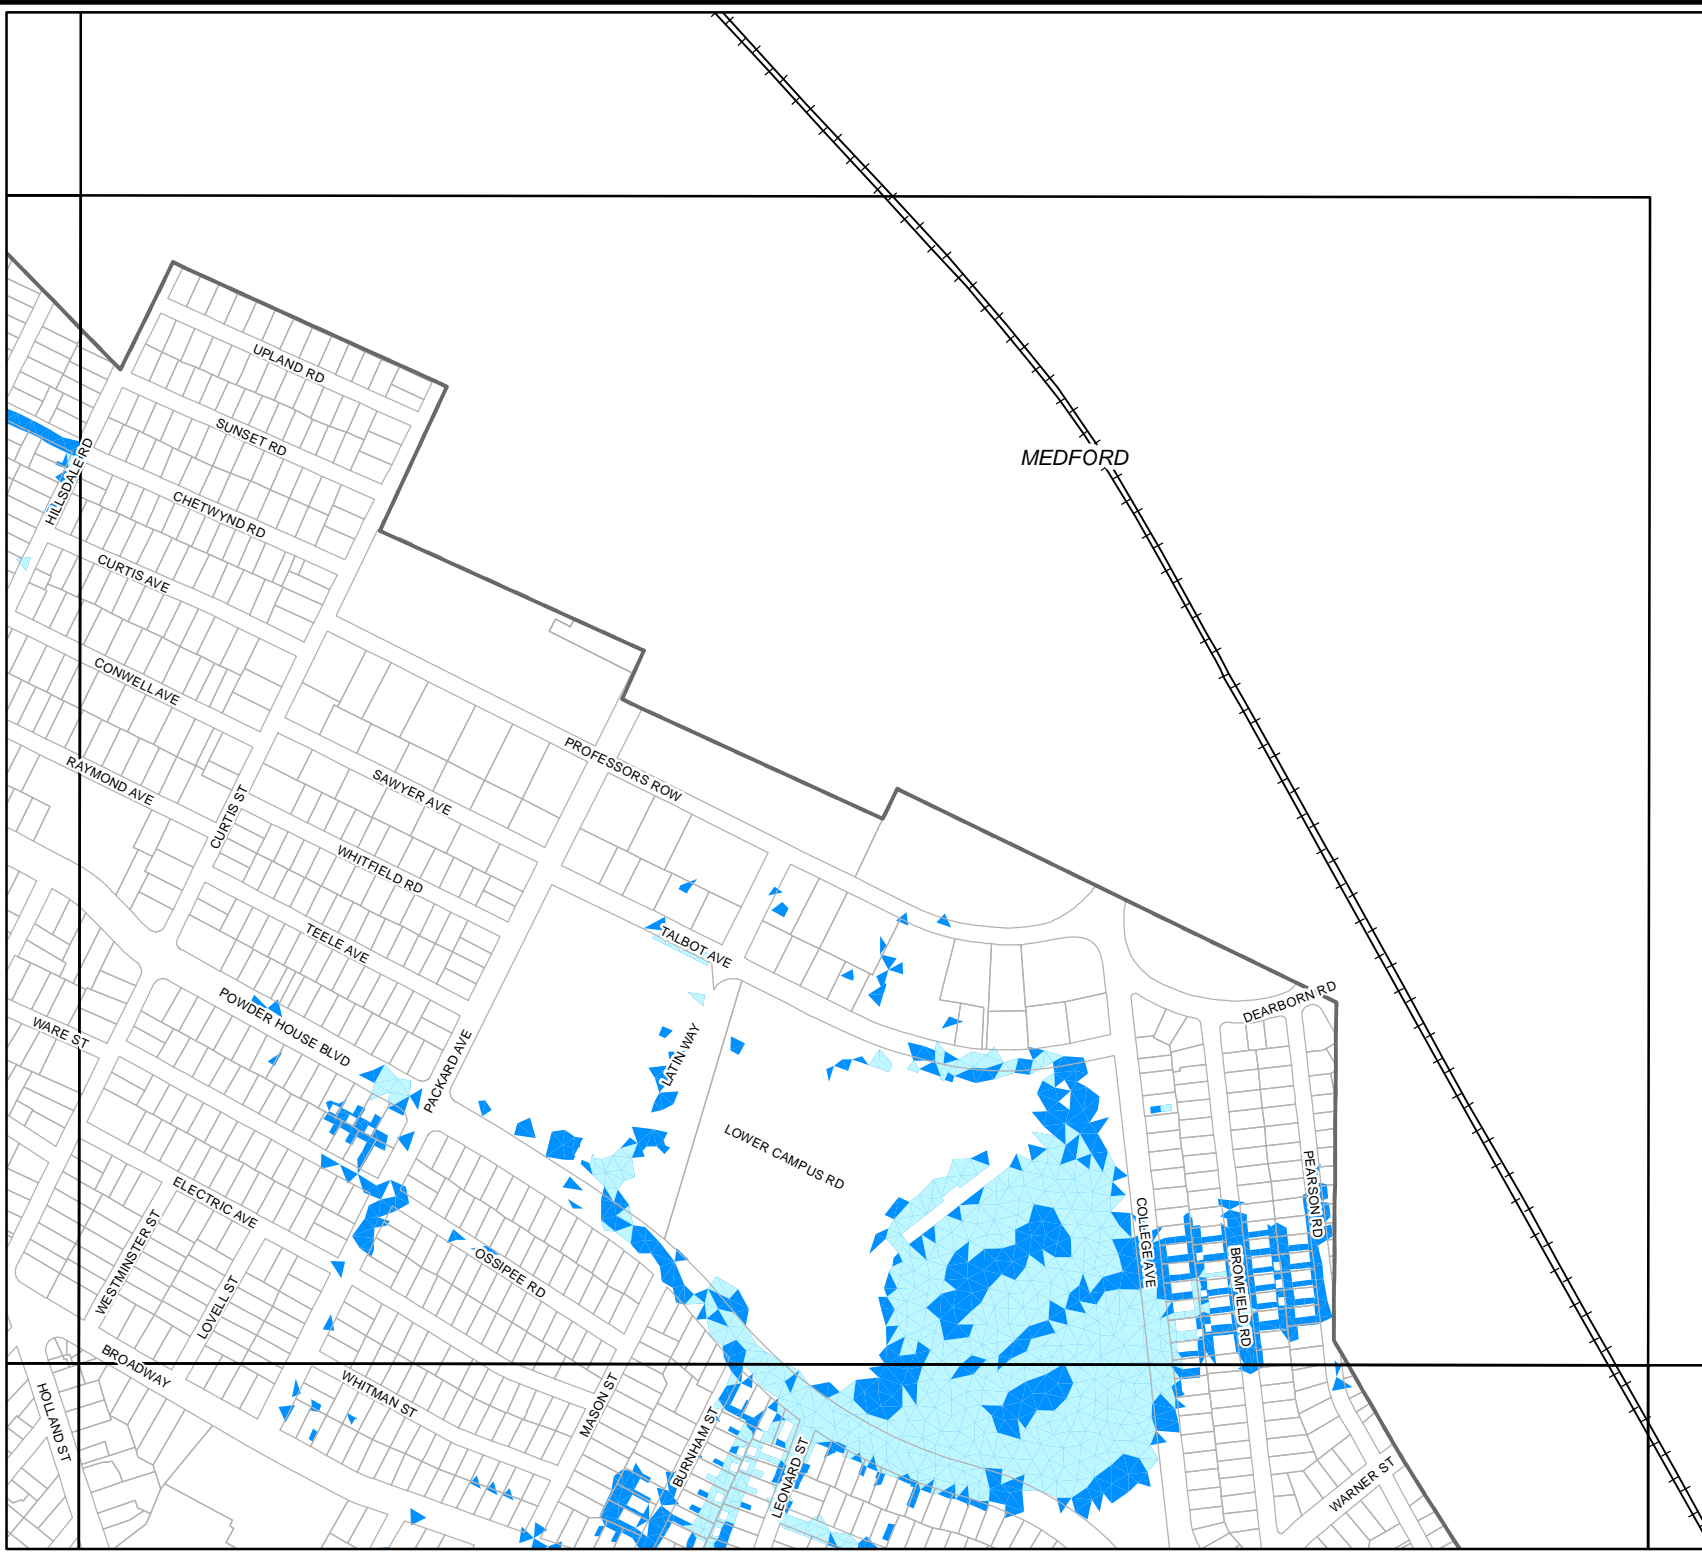 UPLAND RD
SUNSET RD
MEDFORD
HILLSDALE RD
CHETWYND RD
CURTIS AVE
CONWELL AVE
PROFESSORS ROW
RAYMOND AVE
SAWYER AVE
CURTIS ST
WHITFIELD RD
TEELE AVE
TALBOT AVE
DEARBORN RD
POWDER HOUSE BLVD
WARE ST
PACKARD AVE
LATIN WAY
LOWER CAMPUS RD
PEARSON RD
ELECTRIC AVE
COLLEGE AVE
WESTMINSTER ST
OSSIPEE RD
BROMFIELD RD
LOVELL ST
BROADWAY
WHITMAN ST
HOLLAND ST
MASON ST
BURNHAM ST
LEONARD ST
WARNER ST